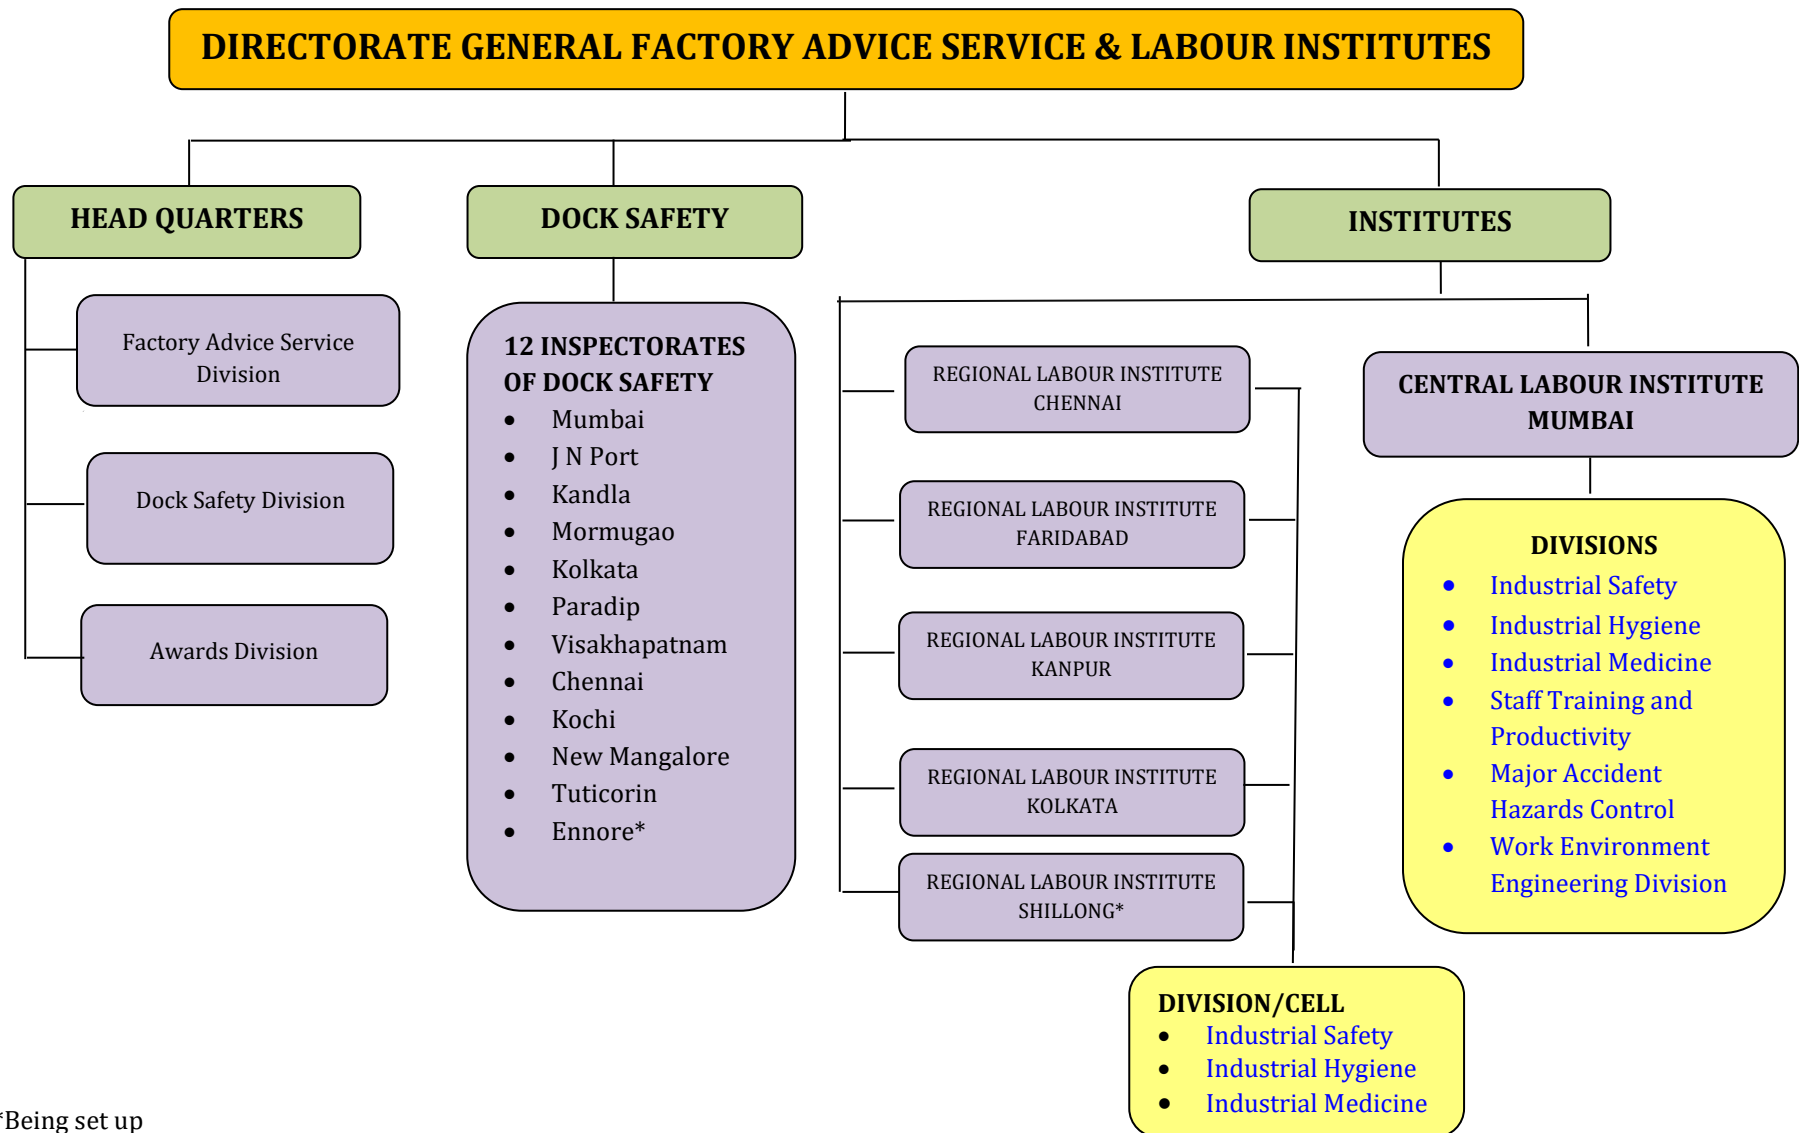 DIRECTORATE GENERAL FACTORY ADVICE SERVICE & LABOUR INSTITUTES
HEAD QUARTERS
Factory Advice Service
Division
Dock Safety Division
Awards Division
DOCK SAFETY
12 INSPECTORATES
OF DOCK SAFETY
• Mumbai
• J N Port
• Kandla
• Mormugao
• Kolkata
• Paradip
• Visakhapatnam
• Chennai
• Kochi
• New Mangalore
• Tuticorin
• Ennore*
INSTITUTES
REGIONAL LABOUR INSTITUTE
CHENNAI
REGIONAL LABOUR INSTITUTE
FARIDABAD
REGIONAL LABOUR INSTITUTE
KANPUR
REGIONAL LABOUR INSTITUTE
KOLKATA
REGIONAL LABOUR INSTITUTE
SHILLONG*
DIVISION/CELL
• Industrial Safety
• Industrial Hygiene
• Industrial Medicine
CENTRAL LABOUR INSTITUTE
MUMBAI
DIVISIONS
• Industrial Safety
• Industrial Hygiene
• Industrial Medicine
• Staff Training and
Productivity
• Major Accident
Hazards Control
• Work Environment
Engineering Division
*Being set up